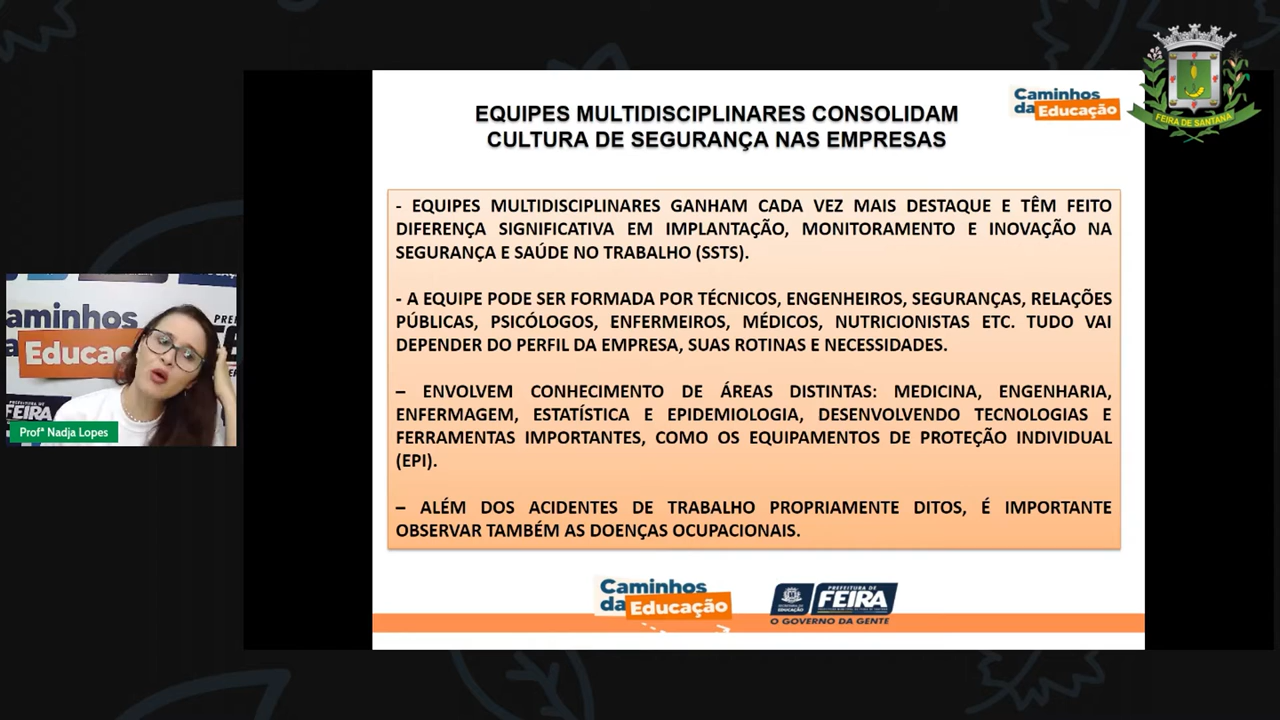 FEIRA DE SANTANA
Caminhos
da Educação
EQUIPES MULTIDISCIPLINARES CONSOLIDAM
CULTURA DE SEGURANÇA NAS EMPRESAS
- EQUIPES MULTIDISCIPLINARES GANHAM CADA VEZ MAIS DESTAQUE E TÊM FEITO
DIFERENÇA SIGNIFICATIVA EM IMPLANTAÇÃO, MONITORAMENTO E INOVAÇÃO NA
SEGURANÇA E SAÚDE NO TRABALHO (SSTS).
- A EQUIPE PODE SER FORMADA POR TÉCNICOS, ENGENHEIROS, SEGURANÇAS, RELAÇÕES
PÚBLICAS, PSICÓLOGOS, ENFERMEIROS, MÉDICOS, NUTRICIONISTAS ETC. TUDO VAI
DEPENDER DO PERFIL DA EMPRESA, SUAS ROTINAS E NECESSIDADES.
– ENVOLVEM CONHECIMENTO DE ÁREAS DISTINTAS: MEDICINA, ENGENHARIA,
ENFERMAGEM, ESTATÍSTICA E EPIDEMIOLOGIA, DESENVOLVENDO TECNOLOGIAS E
FERRAMENTAS IMPORTANTES, COMO OS EQUIPAMENTOS DE PROTEÇÃO INDIVIDUAL
(EPI).
– ALÉM DOS ACIDENTES DE TRABALHO PROPRIAMENTE DITOS, É IMPORTANTE
OBSERVAR TAMBÉM AS DOENÇAS OCUPACIONAIS.
aminhos
Educaç
FEIRA
Profª Nadja Lopes
Caminhos
da Educação
PREFEITURA DE
FEIRA
O GOVERNO DA GENTE